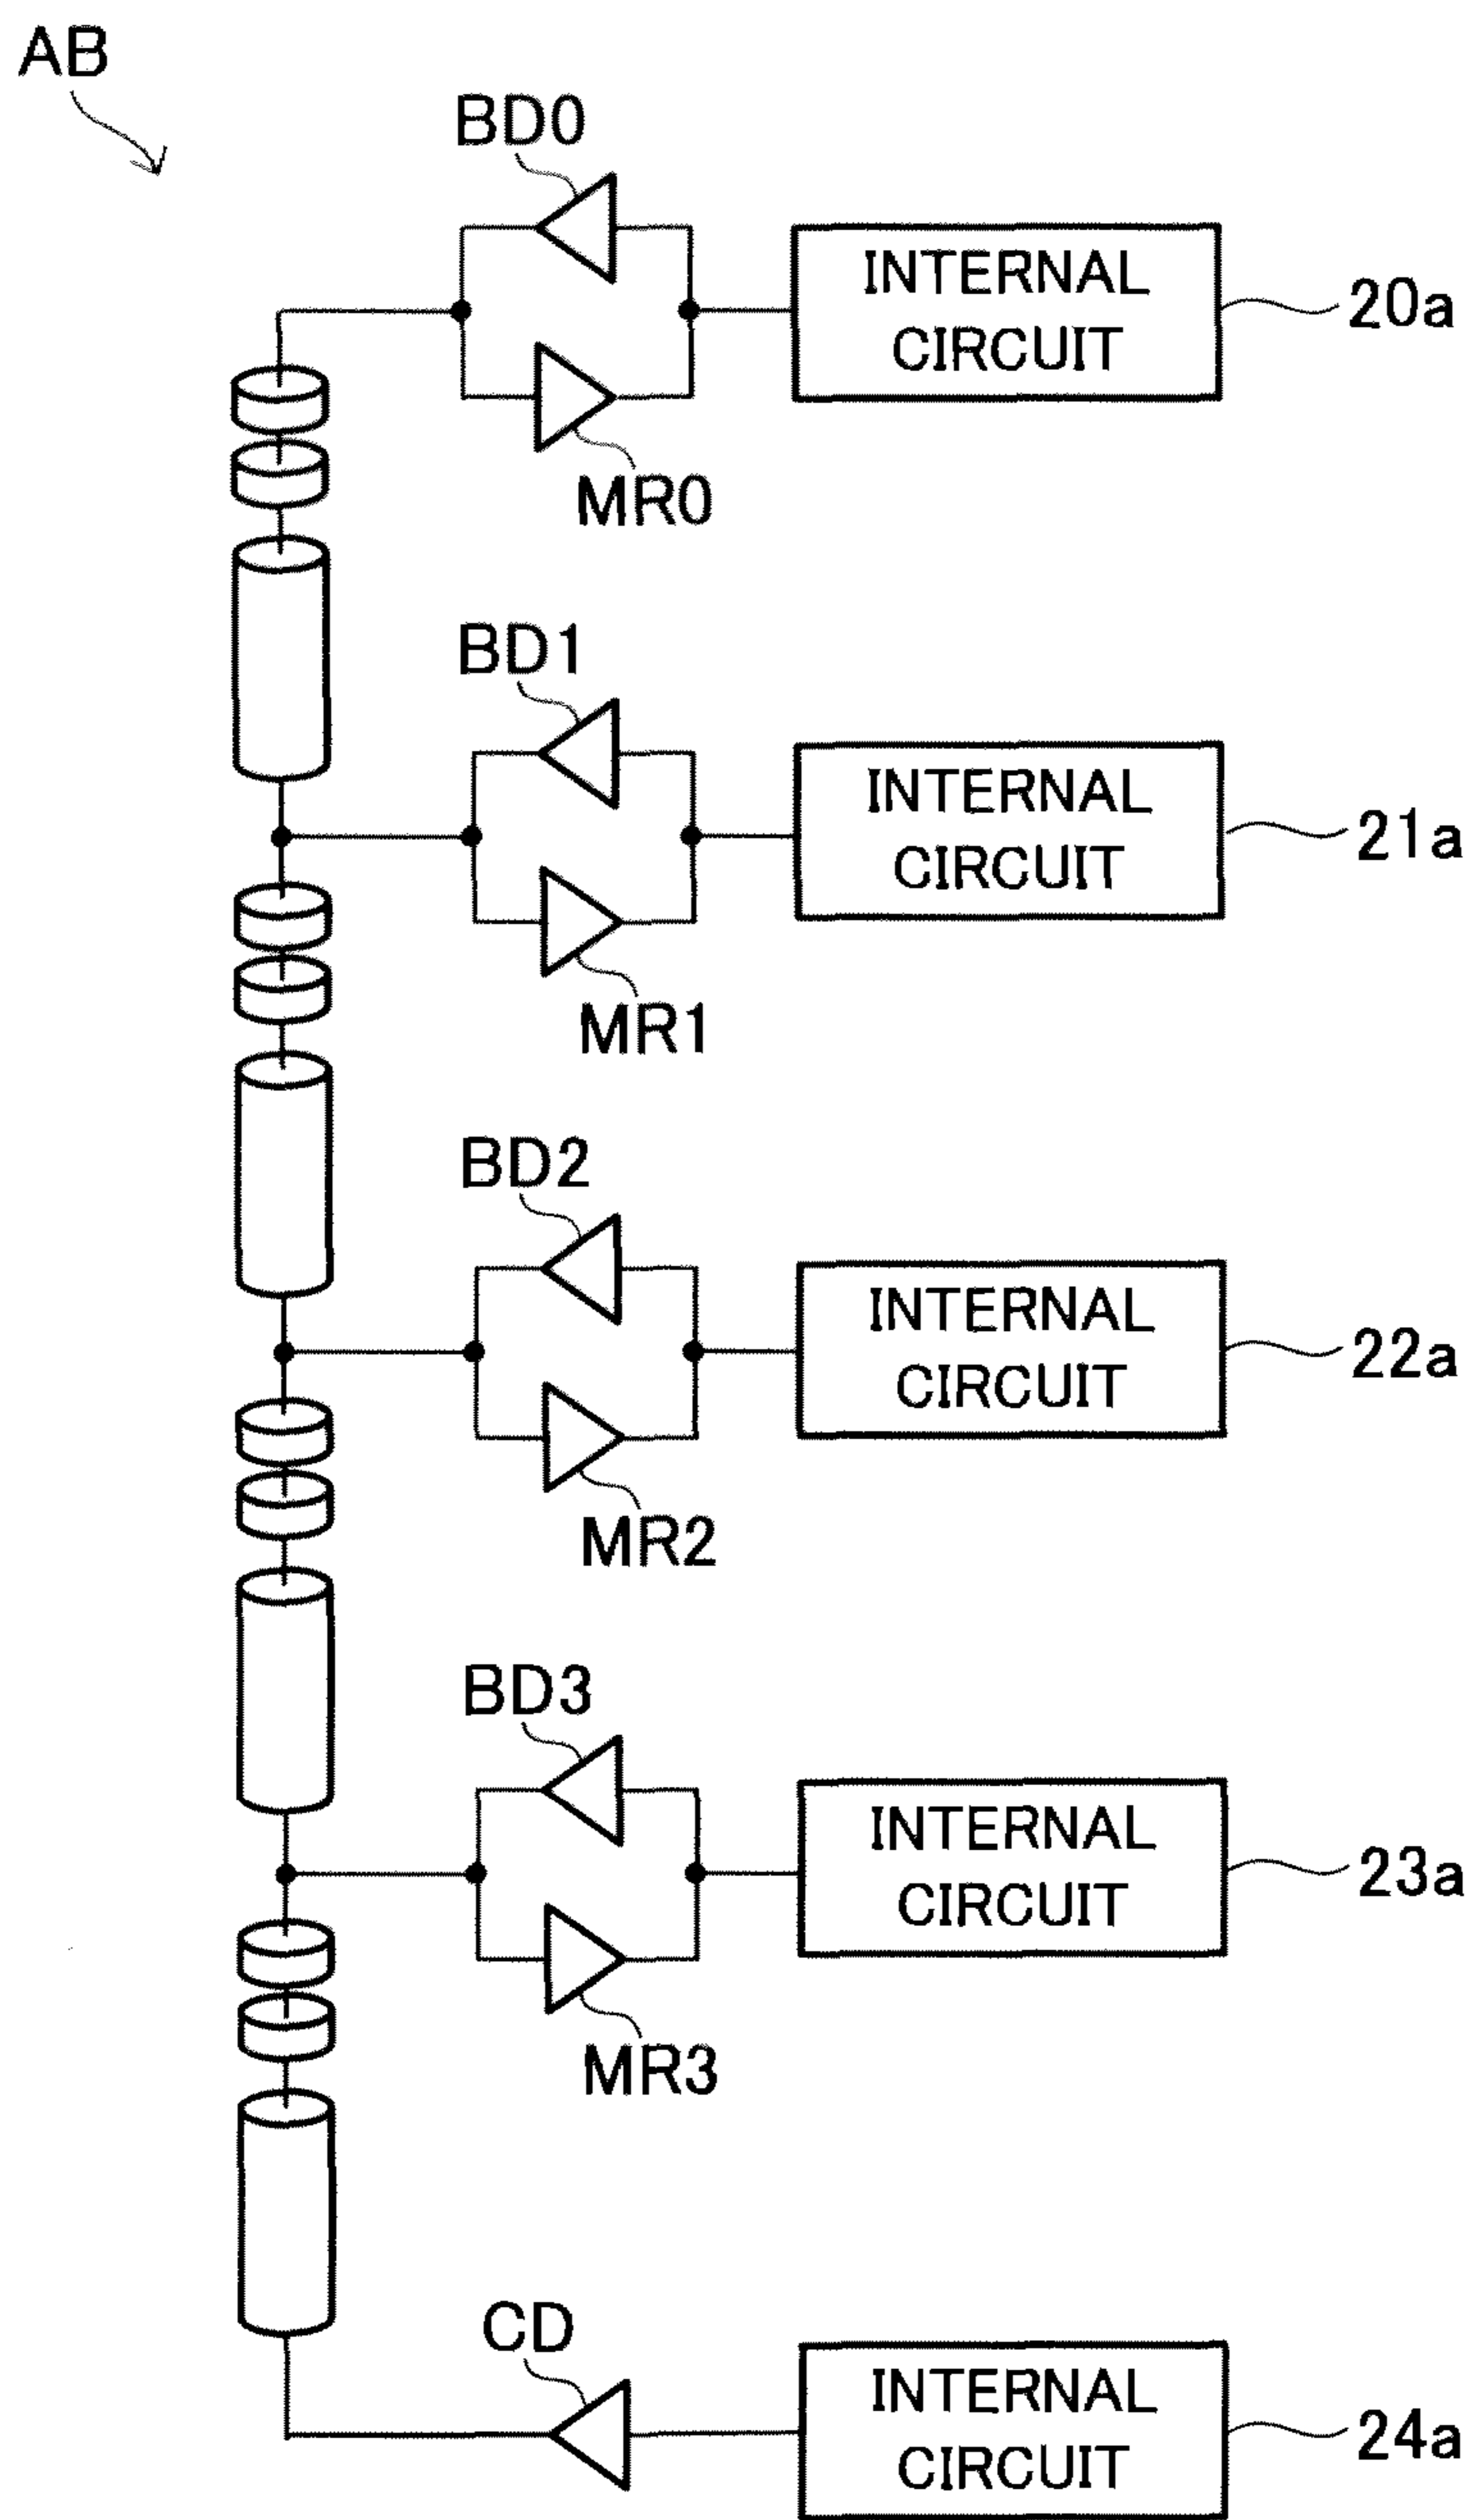 AB
BD0
INTERNAL
CIRCUIT
20a
MR0
BD1
INTERNAL
CIRCUIT
21a
MR1
BD2
INTERNAL
CIRCUIT
22a
MR2
BD3
INTERNAL
CIRCUIT
23a
MR3
CD
INTERNAL
CIRCUIT
24a